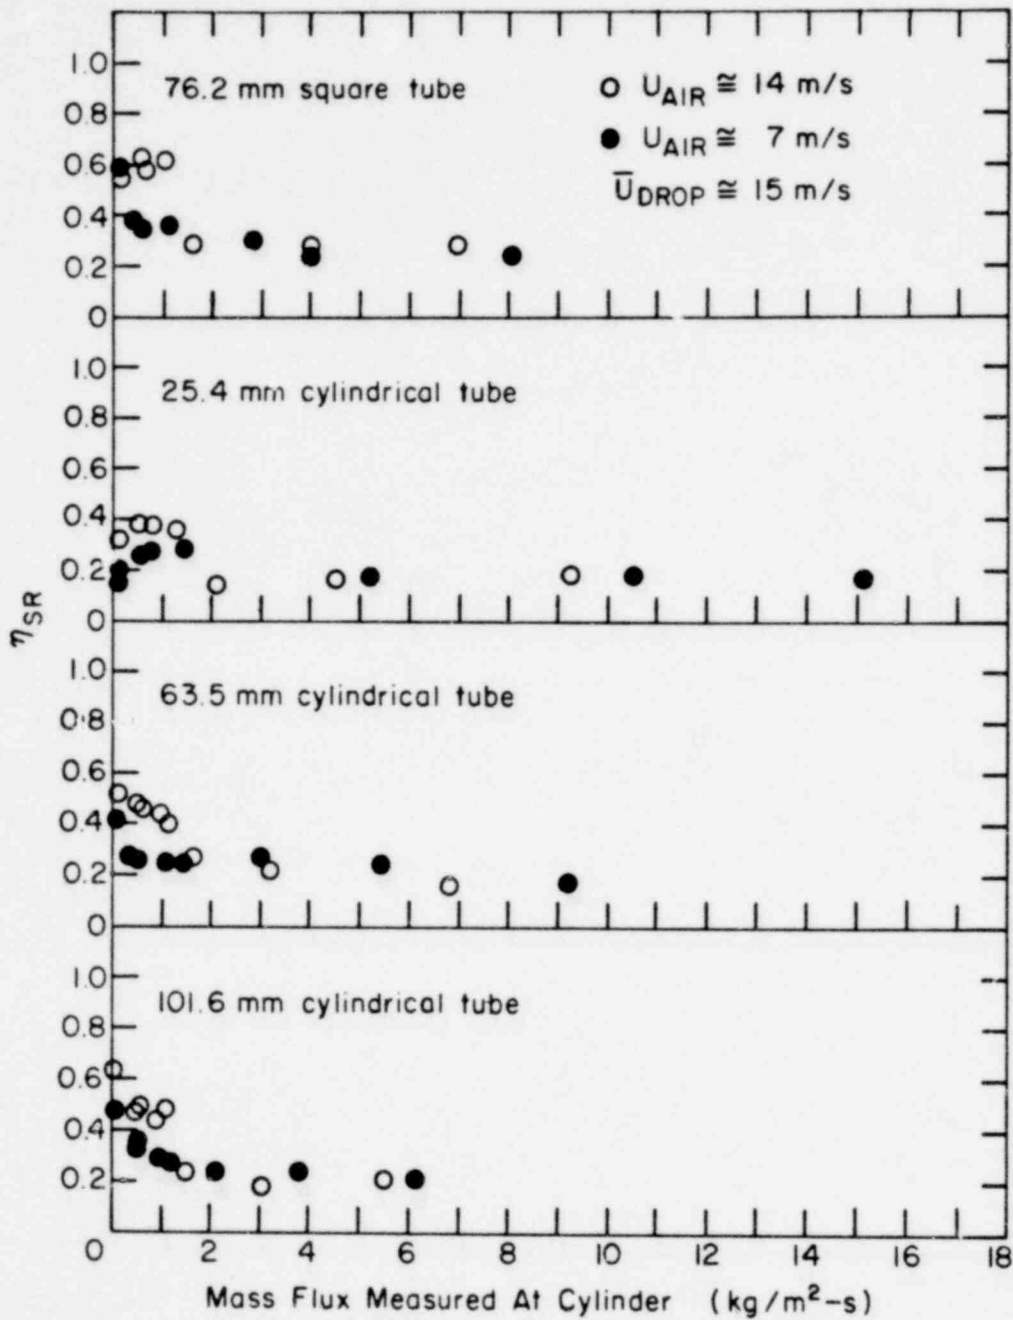 1.0
76.2 mm square tube
○ U_AIR ≅ 14 m/s
● U_AIR ≅ 7 m/s
Ū_DROP ≅ 15 m/s
0.8
0.6
0.4
0.2
0
1.0
25.4 mm cylindrical tube
0.8
0.6
0.4
0.2
0
η_SR
1.0
63.5 mm cylindrical tube
0.8
0.6
0.4
0.2
0
1.0
101.6 mm cylindrical tube
0.8
0.6
0.4
0.2
0 2 4 6 8 10 12 14 16 18
Mass Flux Measured At Cylinder (kg/m²-s)